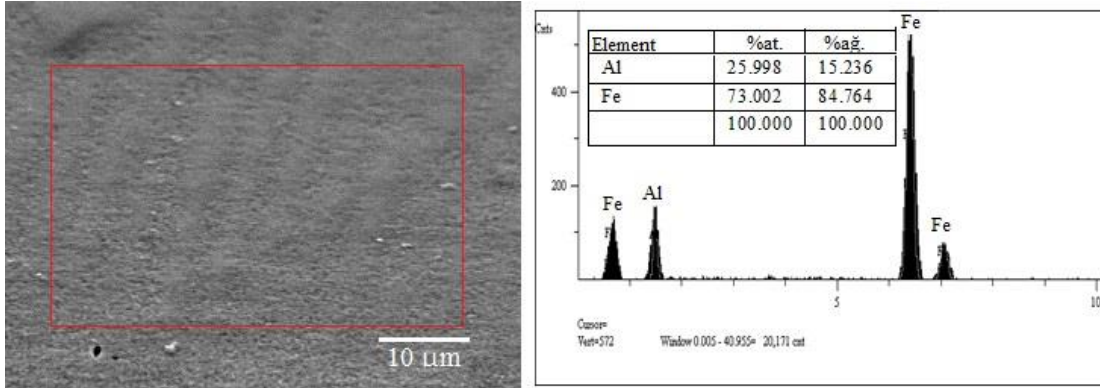 10 µm
Cnts
Fe
Element %at. %ağ.
Al 25.998 15.236
Fe 73.002 84.764
100.000 100.000
400
200
Fe
Al
Fe
5
10
Cursor=
Vert=572 Window 0.005 - 40.955= 20,171 cnt